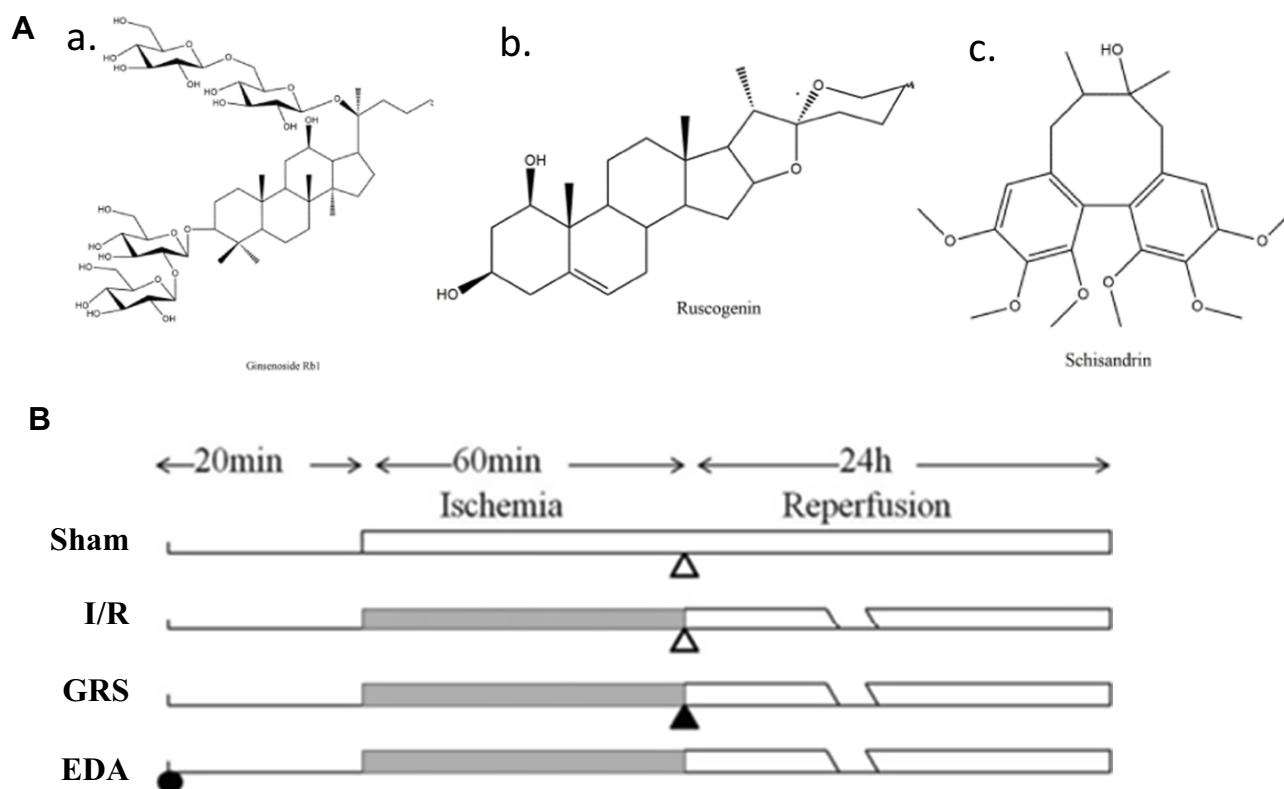 A
a.
b.
c.
HO
O
O
HO
HO
OH
OH
HO
HO
O
O
OH
O
OH
HO
O
O
HO
HO
OH
O
HO
O
O
HO
HO
OH
OH
Ginsenoside Rb1
OH
HO
O
O
Ruscogenin
HO
O
O
O
O
O
O
Schisandrin
B
20min 60min 24h
Ischemia Reperfusion
Sham
I/R
GRS
EDA